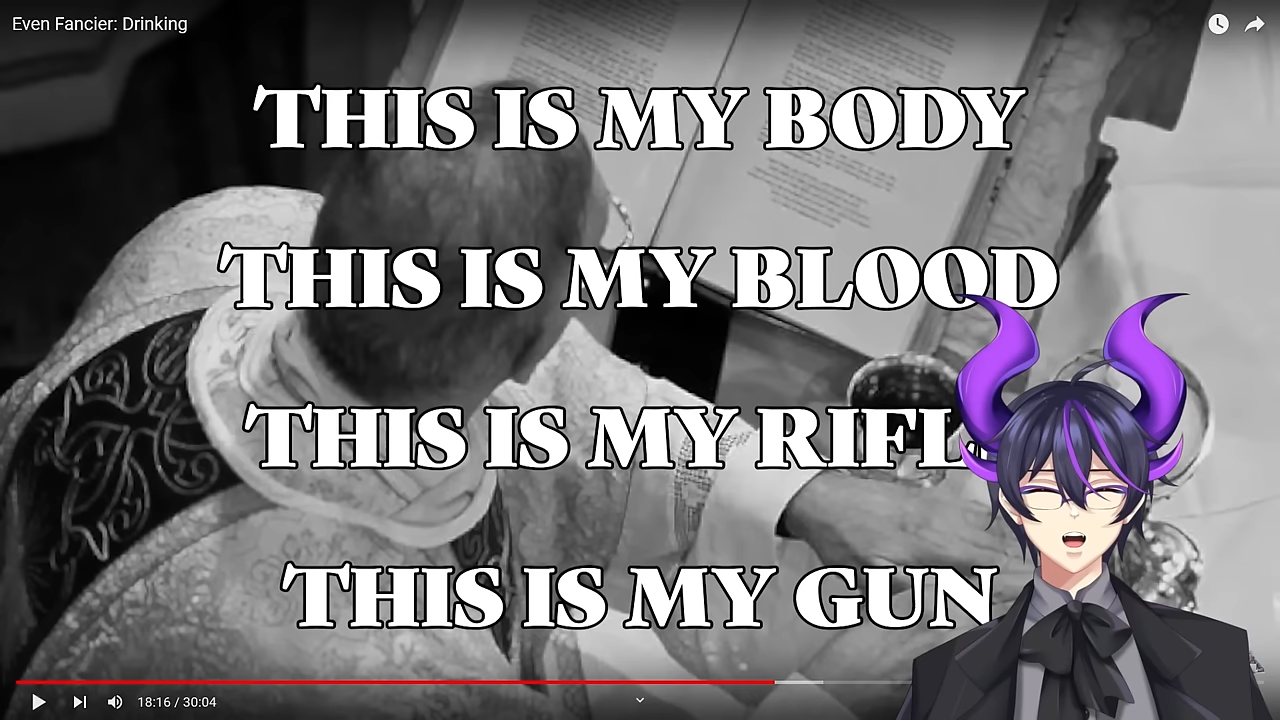 Even Fancier: Drinking
THIS IS MY BODY
THIS IS MY BLOOD
THIS IS MY RIFL
THIS IS MY GUN
18:16 / 30:04